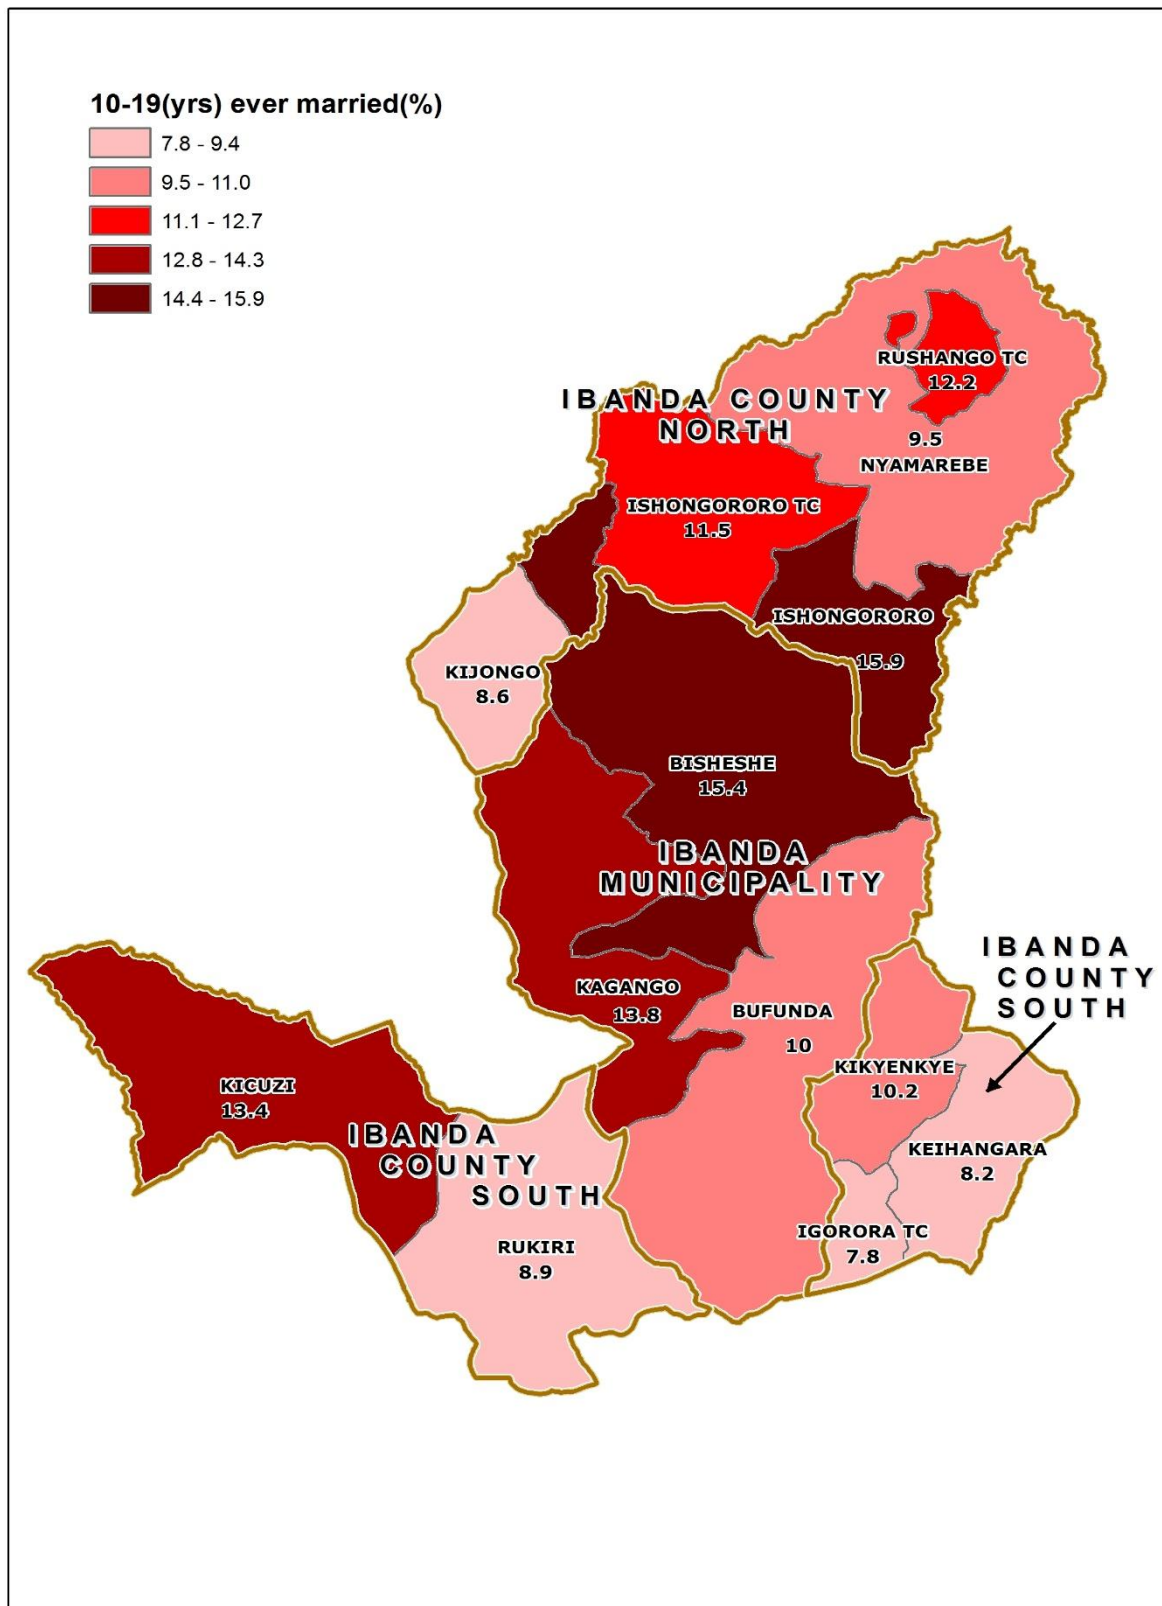 10-19(yrs) ever married(%)
7.8 - 9.4
9.5 - 11.0
11.1 - 12.7
12.8 - 14.3
14.4 - 15.9
RUSHANGO TC
12.2
IBANDA COUNTY
NORTH
9.5
NYAMAREBE
ISHONGORORO TC
11.5
ISHONGORORO
15.9
KIJONGO
8.6
BISHESHE
15.4
IBANDA
MUNICIPALITY
IBANDA
COUNTY
SOUTH
KAGANGO
13.8
BUFUNDA
10
KIKYENKYE
10.2
KICUZI
13.4
IBANDA
COUNTY
SOUTH
KEIHANGARA
8.2
IGORORA TC
7.8
RUKIRI
8.9